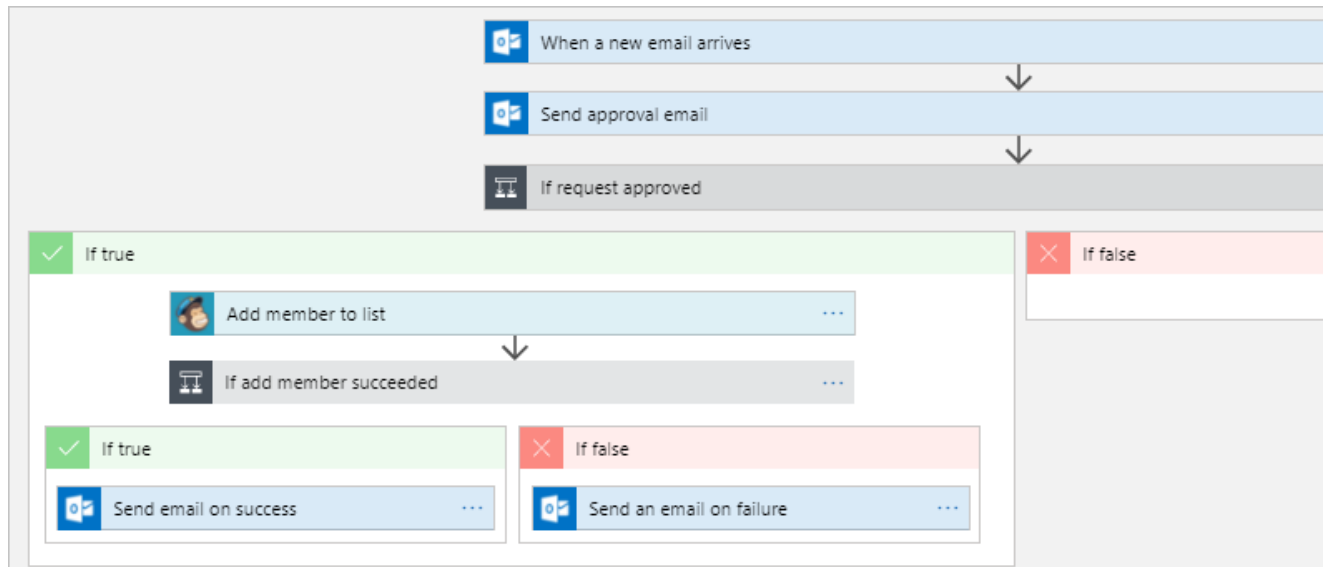 When a new email arrives
Send approval email
If request approved
If true
If false
Add member to list
If add member succeeded
If true
If false
Send email on success
Send an email on failure